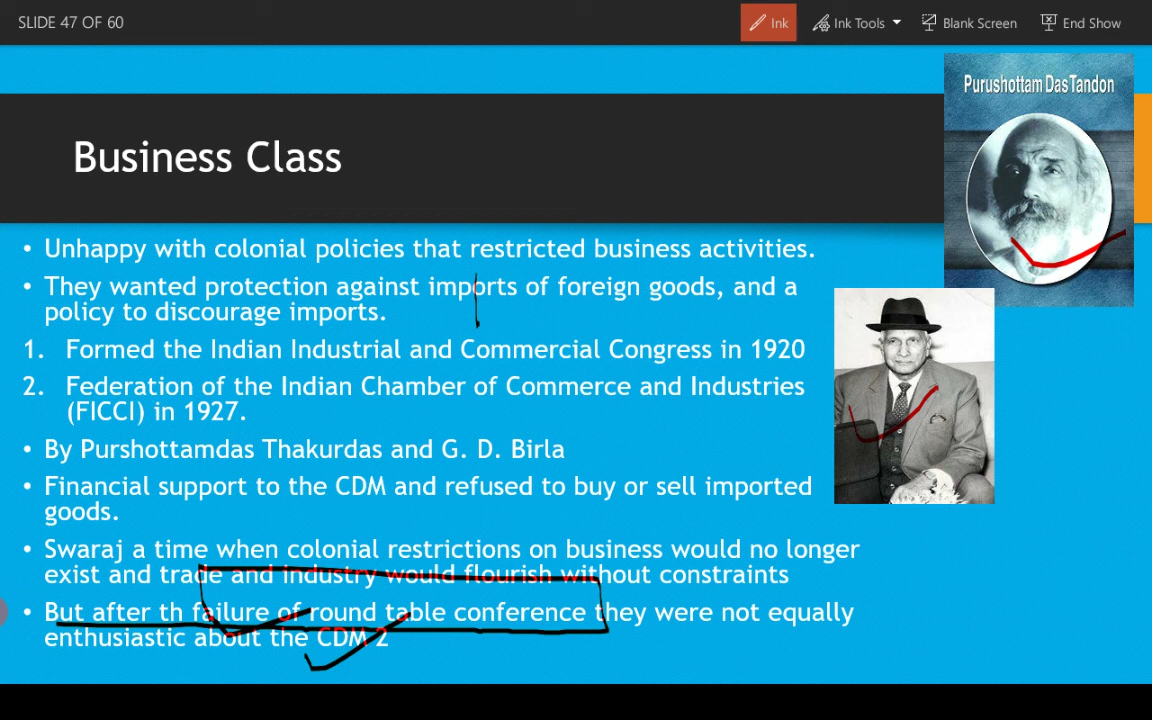 SLIDE 47 OF 60
Ink
Ink Tools
Blank Screen
End Show
Purushottam Das Tandon
Business Class
• Unhappy with colonial policies that restricted business activities.
• They wanted protection against imports of foreign goods, and a
policy to discourage imports.
1. Formed the Indian Industrial and Commercial Congress in 1920
2. Federation of the Indian Chamber of Commerce and Industries
(FICCI) in 1927.
• By Purshottamdas Thakurdas and G. D. Birla
• Financial support to the CDM and refused to buy or sell imported
goods.
• Swaraj a time when colonial restrictions on business would no longer
exist and trade and industry would flourish without constraints
• But after th failure of round table conference they were not equally
enthusiastic about the CDM 2